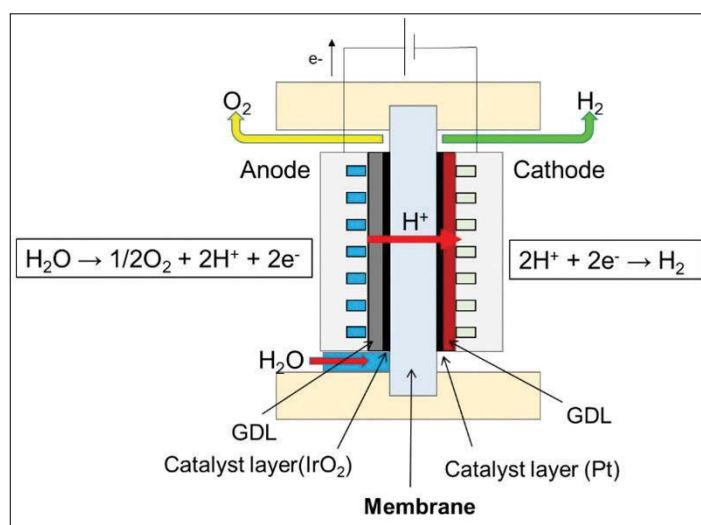 e-
O₂
H₂
Anode
Cathode
H⁺
H₂O → 1/2O₂ + 2H⁺ + 2e⁻
2H⁺ + 2e⁻ → H₂
H₂O
GDL
GDL
Catalyst layer(IrO₂)
Catalyst layer (Pt)
Membrane